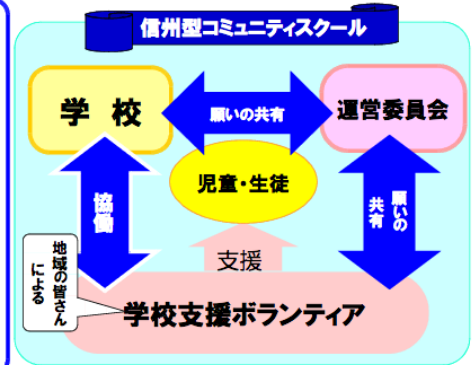 信州型コミュニティスクール
学校
願いの共有
運営委員会
児童・生徒
協働
願いの
共有
地域の皆さん
による
支援
学校支援ボランティア